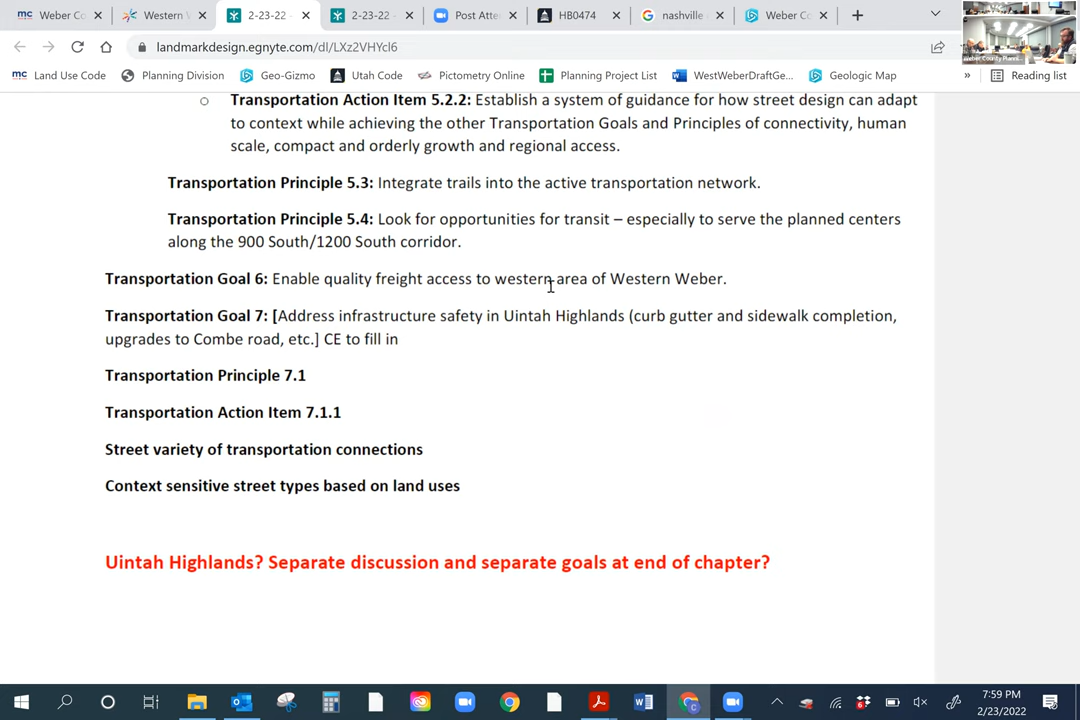 Weber Co
Western
2-23-22
2-23-22
Post Atte
HB0474
nashville
Weber Co
landmarkdesign.egnyte.com/dl/LXz2VHYcl6
mc Land Use Code
Planning Division
Geo-Gizmo
Utah Code
Pictometry Online
Planning Project List
WestWeberDraftGe...
Geologic Map
»
Reading list
Transportation Action Item 5.2.2: Establish a system of guidance for how street design can adapt
to context while achieving the other Transportation Goals and Principles of connectivity, human
scale, compact and orderly growth and regional access.
Transportation Principle 5.3: Integrate trails into the active transportation network.
Transportation Principle 5.4: Look for opportunities for transit – especially to serve the planned centers
along the 900 South/1200 South corridor.
Transportation Goal 6: Enable quality freight access to western area of Western Weber.
Transportation Goal 7: [Address infrastructure safety in Uintah Highlands (curb gutter and sidewalk completion,
upgrades to Combe road, etc.] CE to fill in
Transportation Principle 7.1
Transportation Action Item 7.1.1
Street variety of transportation connections
Context sensitive street types based on land uses
Uintah Highlands? Separate discussion and separate goals at end of chapter?
7:59 PM
2/23/2022